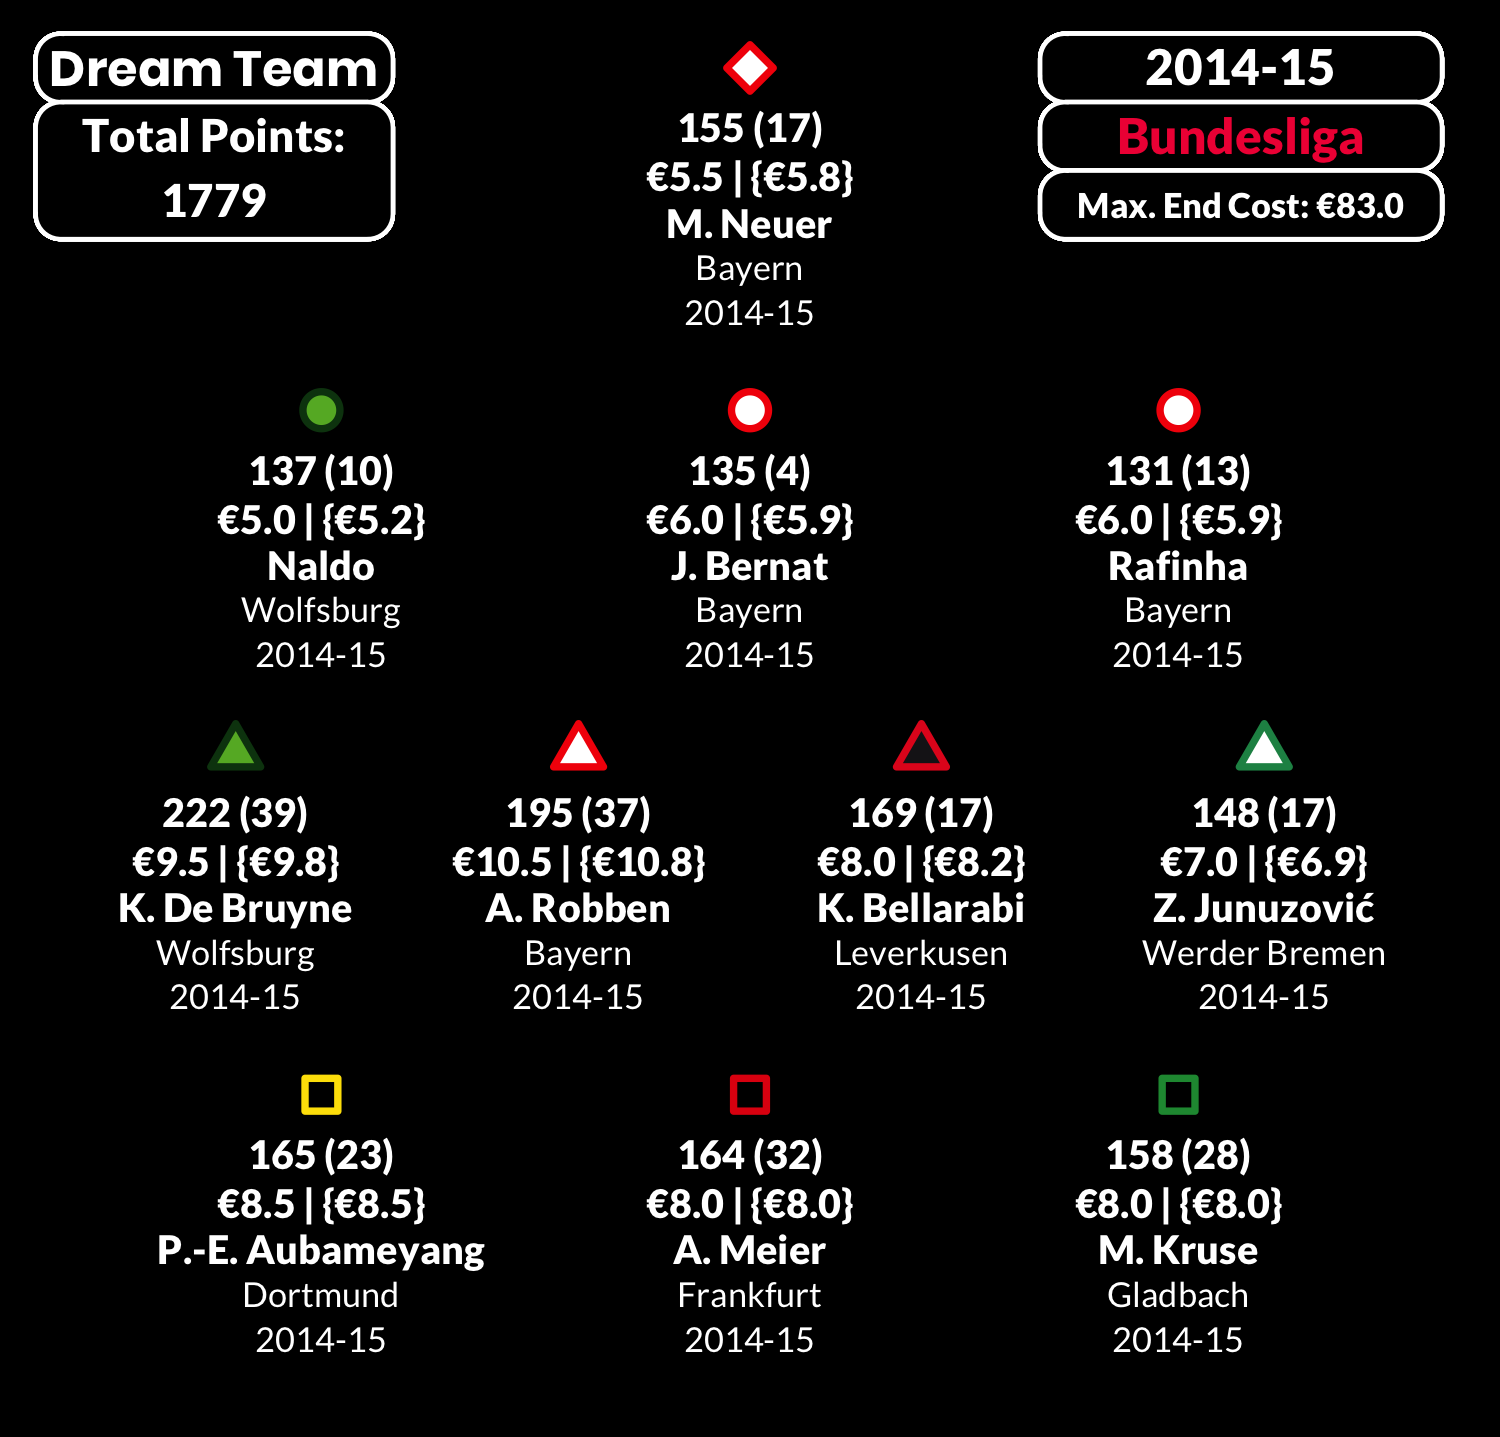 Dream Team
Total Points:
1779
2014-15
Bundesliga
Max. End Cost: €83.0
155 (17)
€5.5 | {€5.8}
M. Neuer
Bayern
2014-15
137 (10)
€5.0 | {€5.2}
Naldo
Wolfsburg
2014-15
135 (4)
€6.0 | {€5.9}
J. Bernat
Bayern
2014-15
131 (13)
€6.0 | {€5.9}
Rafinha
Bayern
2014-15
222 (39)
€9.5 | {€9.8}
K. De Bruyne
Wolfsburg
2014-15
195 (37)
€10.5 | {€10.8}
A. Robben
Bayern
2014-15
169 (17)
€8.0 | {€8.2}
K. Bellarabi
Leverkusen
2014-15
148 (17)
€7.0 | {€6.9}
Z. Junuzović
Werder Bremen
2014-15
165 (23)
€8.5 | {€8.5}
P.-E. Aubameyang
Dortmund
2014-15
164 (32)
€8.0 | {€8.0}
A. Meier
Frankfurt
2014-15
158 (28)
€8.0 | {€8.0}
M. Kruse
Gladbach
2014-15